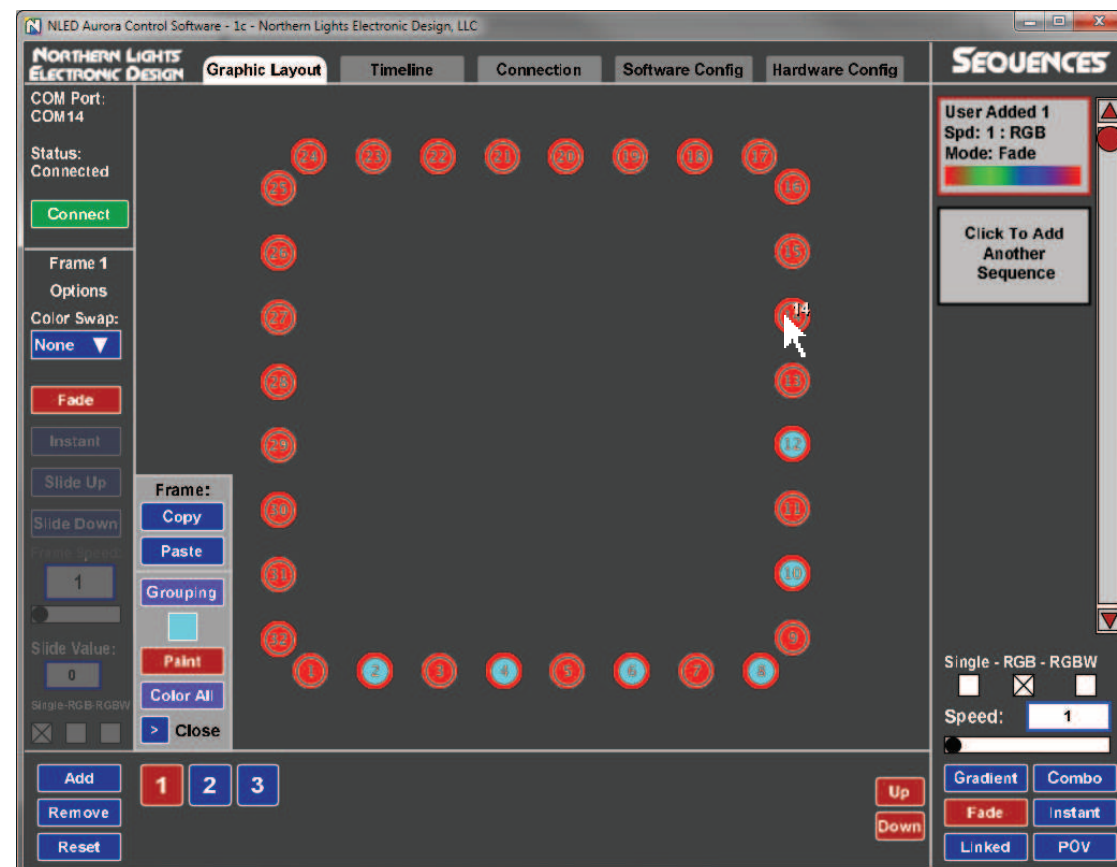 NLED Aurora Control Software - 1c - Northern Lights Electronic Design, LLC
NORTHERN LIGHTS
ELECTRONIC DESIGN
Graphic Layout
Timeline
Connection
Software Config
Hardware Config
SEQUENCES
COM Port:
COM14
Status:
Connected
Connect
Frame 1
Options
Color Swap:
None
Fade
Instant
Slide Up
Slide Down
Frame Speed:
1
Slide Value:
0
Single-RGB-RGBW
Frame:
Copy
Paste
Grouping
Paint
Color All
> Close
24 23 22 21 20 19 18 17
25 16
26 15
27 14
28 13
29 12
30 11
31 10
32 9
1 2 3 4 5 6 7 8
User Added 1
Spd: 1 : RGB
Mode: Fade
Click To Add
Another
Sequence
Single - RGB - RGBW
Speed: 1
Gradient Combo
Fade Instant
Linked POV
Add
Remove
Reset
1 2 3
Up
Down